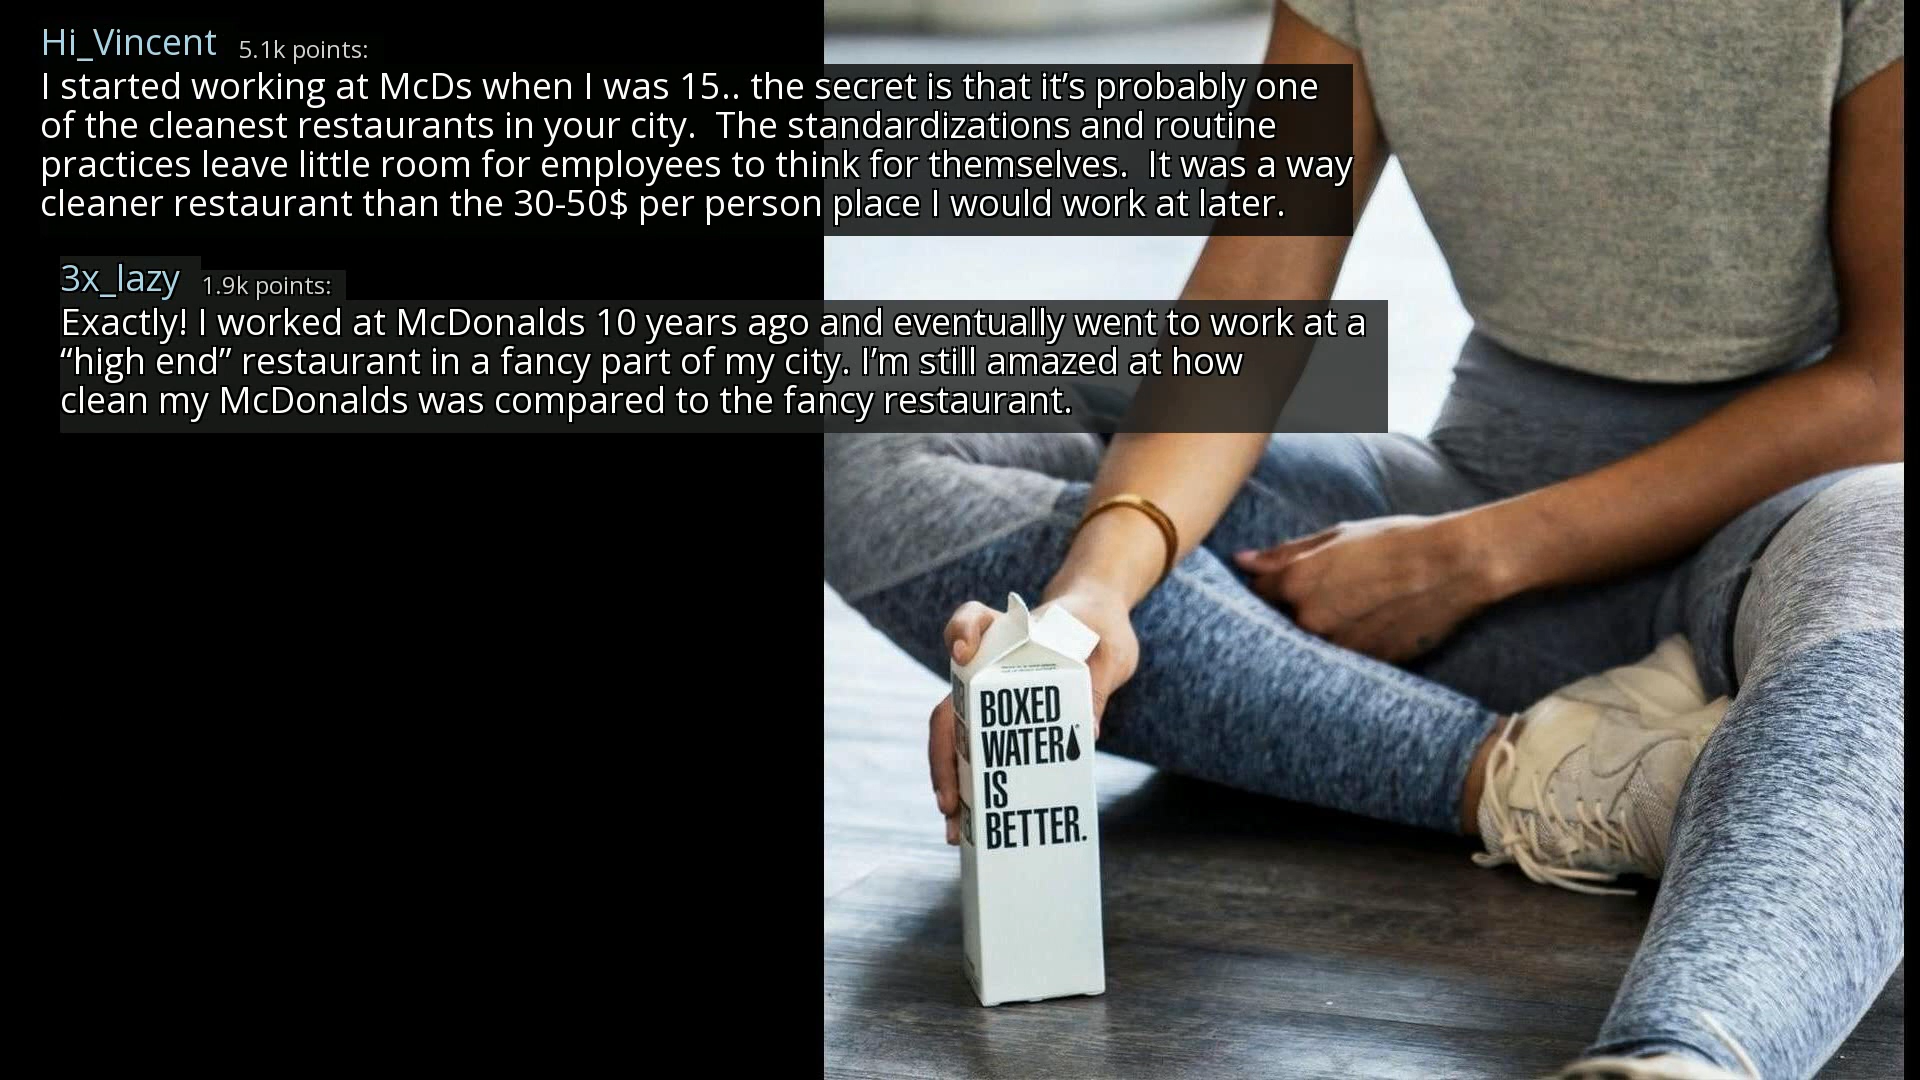 Hi_Vincent 5.1k points:
I started working at McDs when I was 15.. the secret is that it’s probably one
of the cleanest restaurants in your city.  The standardizations and routine
practices leave little room for employees to think for themselves.  It was a way
cleaner restaurant than the 30-50$ per person place I would work at later.
3x_lazy 1.9k points:
Exactly! I worked at McDonalds 10 years ago and eventually went to work at a
“high end” restaurant in a fancy part of my city. I’m still amazed at how
clean my McDonalds was compared to the fancy restaurant.
BOXED
WATER
IS
BETTER.